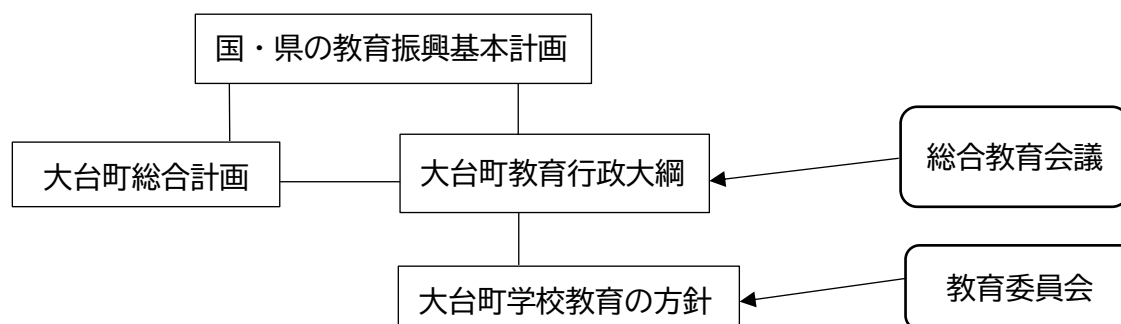 国・県の教育振興基本計画
大台町総合計画
大台町教育行政大綱
総合教育会議
大台町学校教育の方針
教育委員会